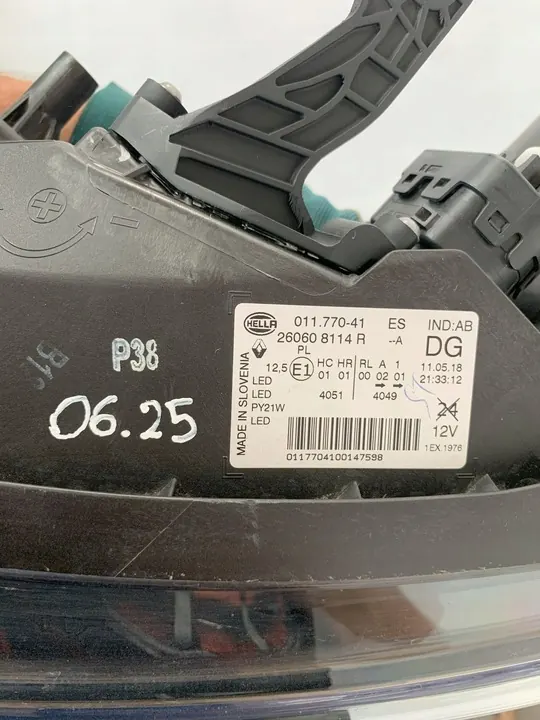 B1
P38
06.25
HELLA
011.770-41 ES IND:AB
26060 8114 R --A DG
PL
12,5 E1 HC HR RL A 1 11.05.18
01 01 00 02 01 21:33:12
LED
LED 4051 4049 24
PY21W
LED 12V
1EX.1976
0117704100147598
MADE IN SLOVENIA